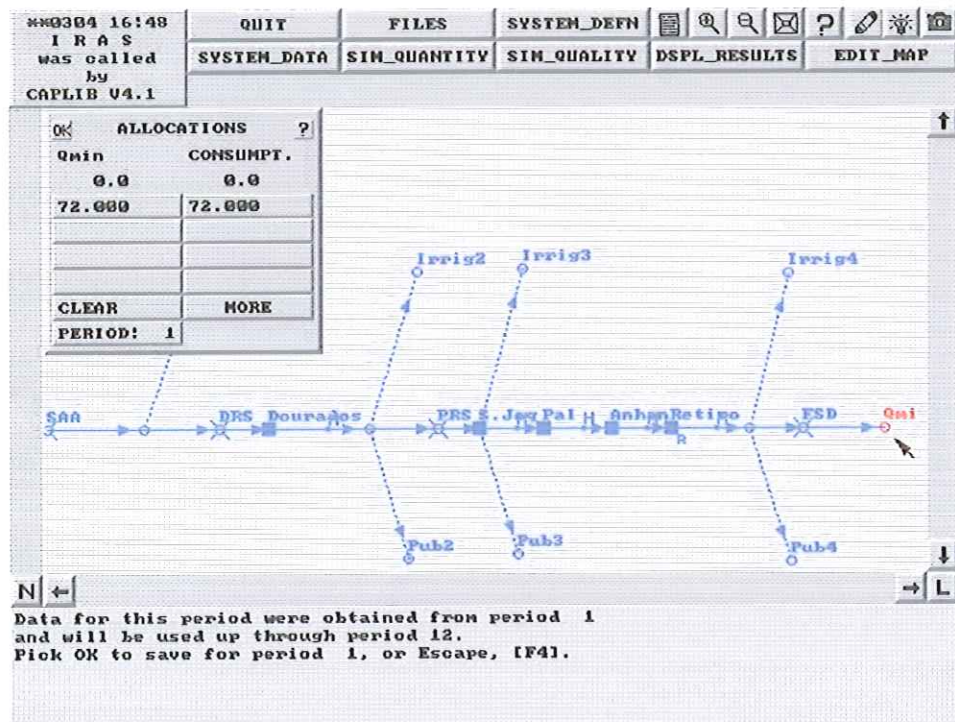 **0304 16:48
I R A S
was called
by
CAPLIB V4.1
QUIT
FILES
SYSTEM_DEFN
?
SYSTEM_DATA
SIM_QUANTITY
SIM_QUALITY
DSPL_RESULTS
EDIT_MAP
OK ALLOCATIONS ?
Qmin CONSUMPT.
0.0 0.0
72.000 72.000
CLEAR MORE
PERIOD: 1
Irrig2
Irrig3
Irrig4
SAA
DRS Dourados
PRS S.Joq Pal
Retiro
ESD
Qmi
R
Pub2
Pub3
Pub4
N
L
Data for this period were obtained from period 1
and will be used up through period 12.
Pick OK to save for period 1, or Escape, [F4].